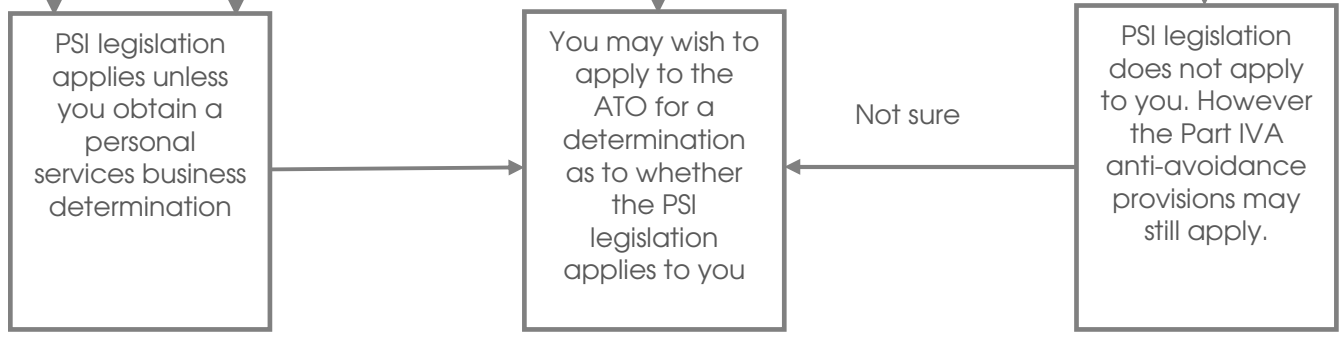 PSI legislation
applies unless
you obtain a
personal
services business
determination
You may wish to
apply to the
ATO for a
determination
as to whether
the PSI
legislation
applies to you
Not sure
PSI legislation
does not apply
to you. However
the Part IVA
anti-avoidance
provisions may
still apply.